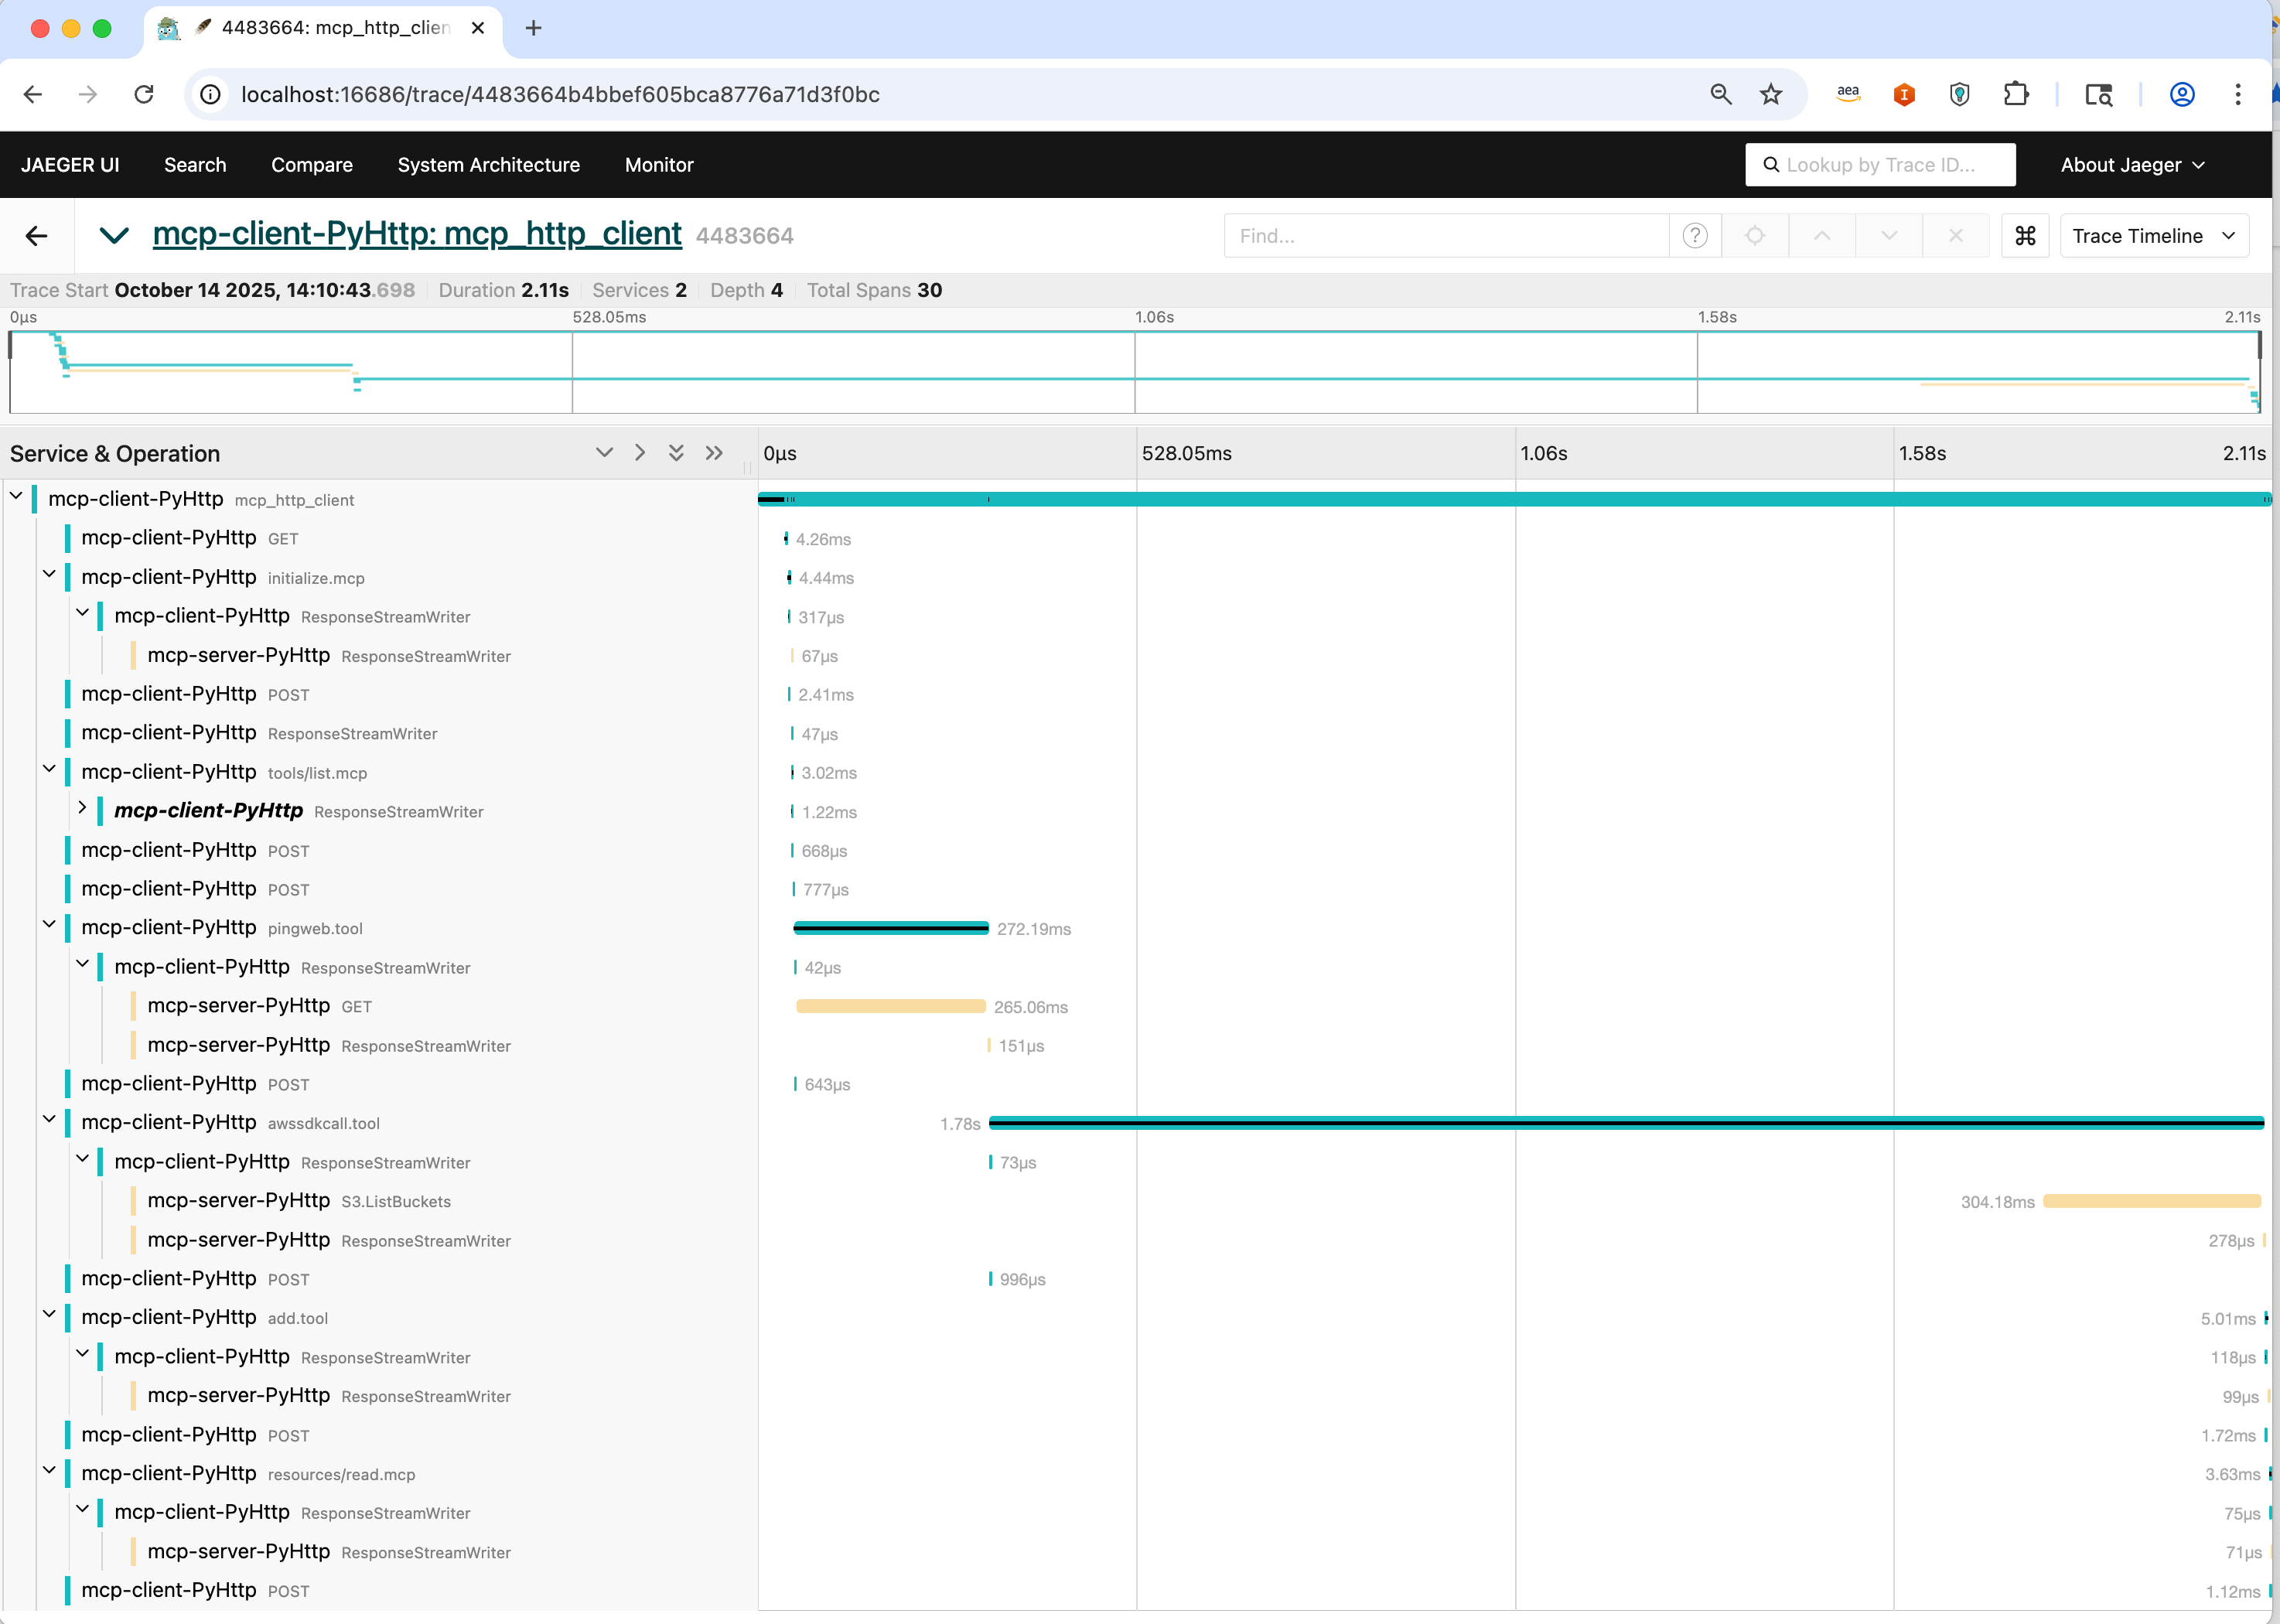 4483664: mcp_http_clien
localhost:16686/trace/4483664b4bbef605bca8776a71d3f0bc
aea
JAEGER UI Search Compare System Architecture Monitor Lookup by Trace ID... About Jaeger
mcp-client-PyHttp: mcp_http_client 4483664 Find... Trace Timeline
Trace Start October 14 2025, 14:10:43.698 Duration 2.11s Services 2 Depth 4 Total Spans 30
0μs 528.05ms 1.06s 1.58s 2.11s
Service & Operation 0μs 528.05ms 1.06s 1.58s 2.11s
mcp-client-PyHttp mcp_http_client
mcp-client-PyHttp GET 4.26ms
mcp-client-PyHttp initialize.mcp 4.44ms
mcp-client-PyHttp ResponseStreamWriter 317μs
mcp-server-PyHttp ResponseStreamWriter 67μs
mcp-client-PyHttp POST 2.41ms
mcp-client-PyHttp ResponseStreamWriter 47μs
mcp-client-PyHttp tools/list.mcp 3.02ms
mcp-client-PyHttp ResponseStreamWriter 1.22ms
mcp-client-PyHttp POST 668μs
mcp-client-PyHttp POST 777μs
mcp-client-PyHttp pingweb.tool 272.19ms
mcp-client-PyHttp ResponseStreamWriter 42μs
mcp-server-PyHttp GET 265.06ms
mcp-server-PyHttp ResponseStreamWriter 151μs
mcp-client-PyHttp POST 643μs
mcp-client-PyHttp awssdkcall.tool 1.78s
mcp-client-PyHttp ResponseStreamWriter 73μs
mcp-server-PyHttp S3.ListBuckets 304.18ms
mcp-server-PyHttp ResponseStreamWriter 278μs
mcp-client-PyHttp POST 996μs
mcp-client-PyHttp add.tool 5.01ms
mcp-client-PyHttp ResponseStreamWriter 118μs
mcp-server-PyHttp ResponseStreamWriter 99μs
mcp-client-PyHttp POST 1.72ms
mcp-client-PyHttp resources/read.mcp 3.63ms
mcp-client-PyHttp ResponseStreamWriter 75μs
mcp-server-PyHttp ResponseStreamWriter 71μs
mcp-client-PyHttp POST 1.12ms